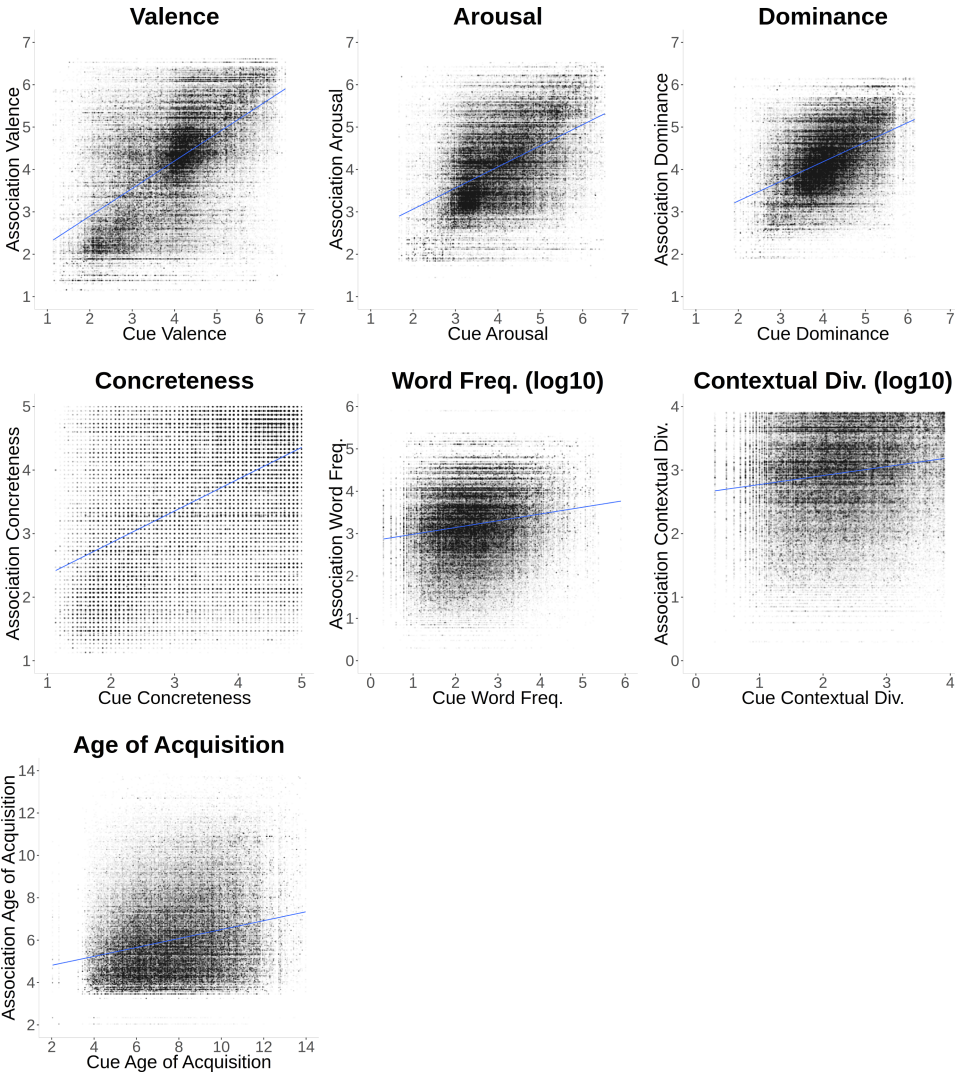 Valence
Arousal
Dominance
Association Valence
7
6
5
4
3
2
1
1 2 3 4 5 6 7
Cue Valence
Association Arousal
7
6
5
4
3
2
1
1 2 3 4 5 6 7
Cue Arousal
Association Dominance
7
6
5
4
3
2
1
1 2 3 4 5 6 7
Cue Dominance
Concreteness
Word Freq. (log10)
Contextual Div. (log10)
Association Concreteness
5
4
3
2
1
1 2 3 4 5
Cue Concreteness
Association Word Freq.
6
5
4
3
2
1
0
0 1 2 3 4 5 6
Cue Word Freq.
Association Contextual Div.
4
3
2
1
0
0 1 2 3 4
Cue Contextual Div.
Age of Acquisition
Association Age of Acquisition
14
12
10
8
6
4
2
2 4 6 8 10 12 14
Cue Age of Acquisition